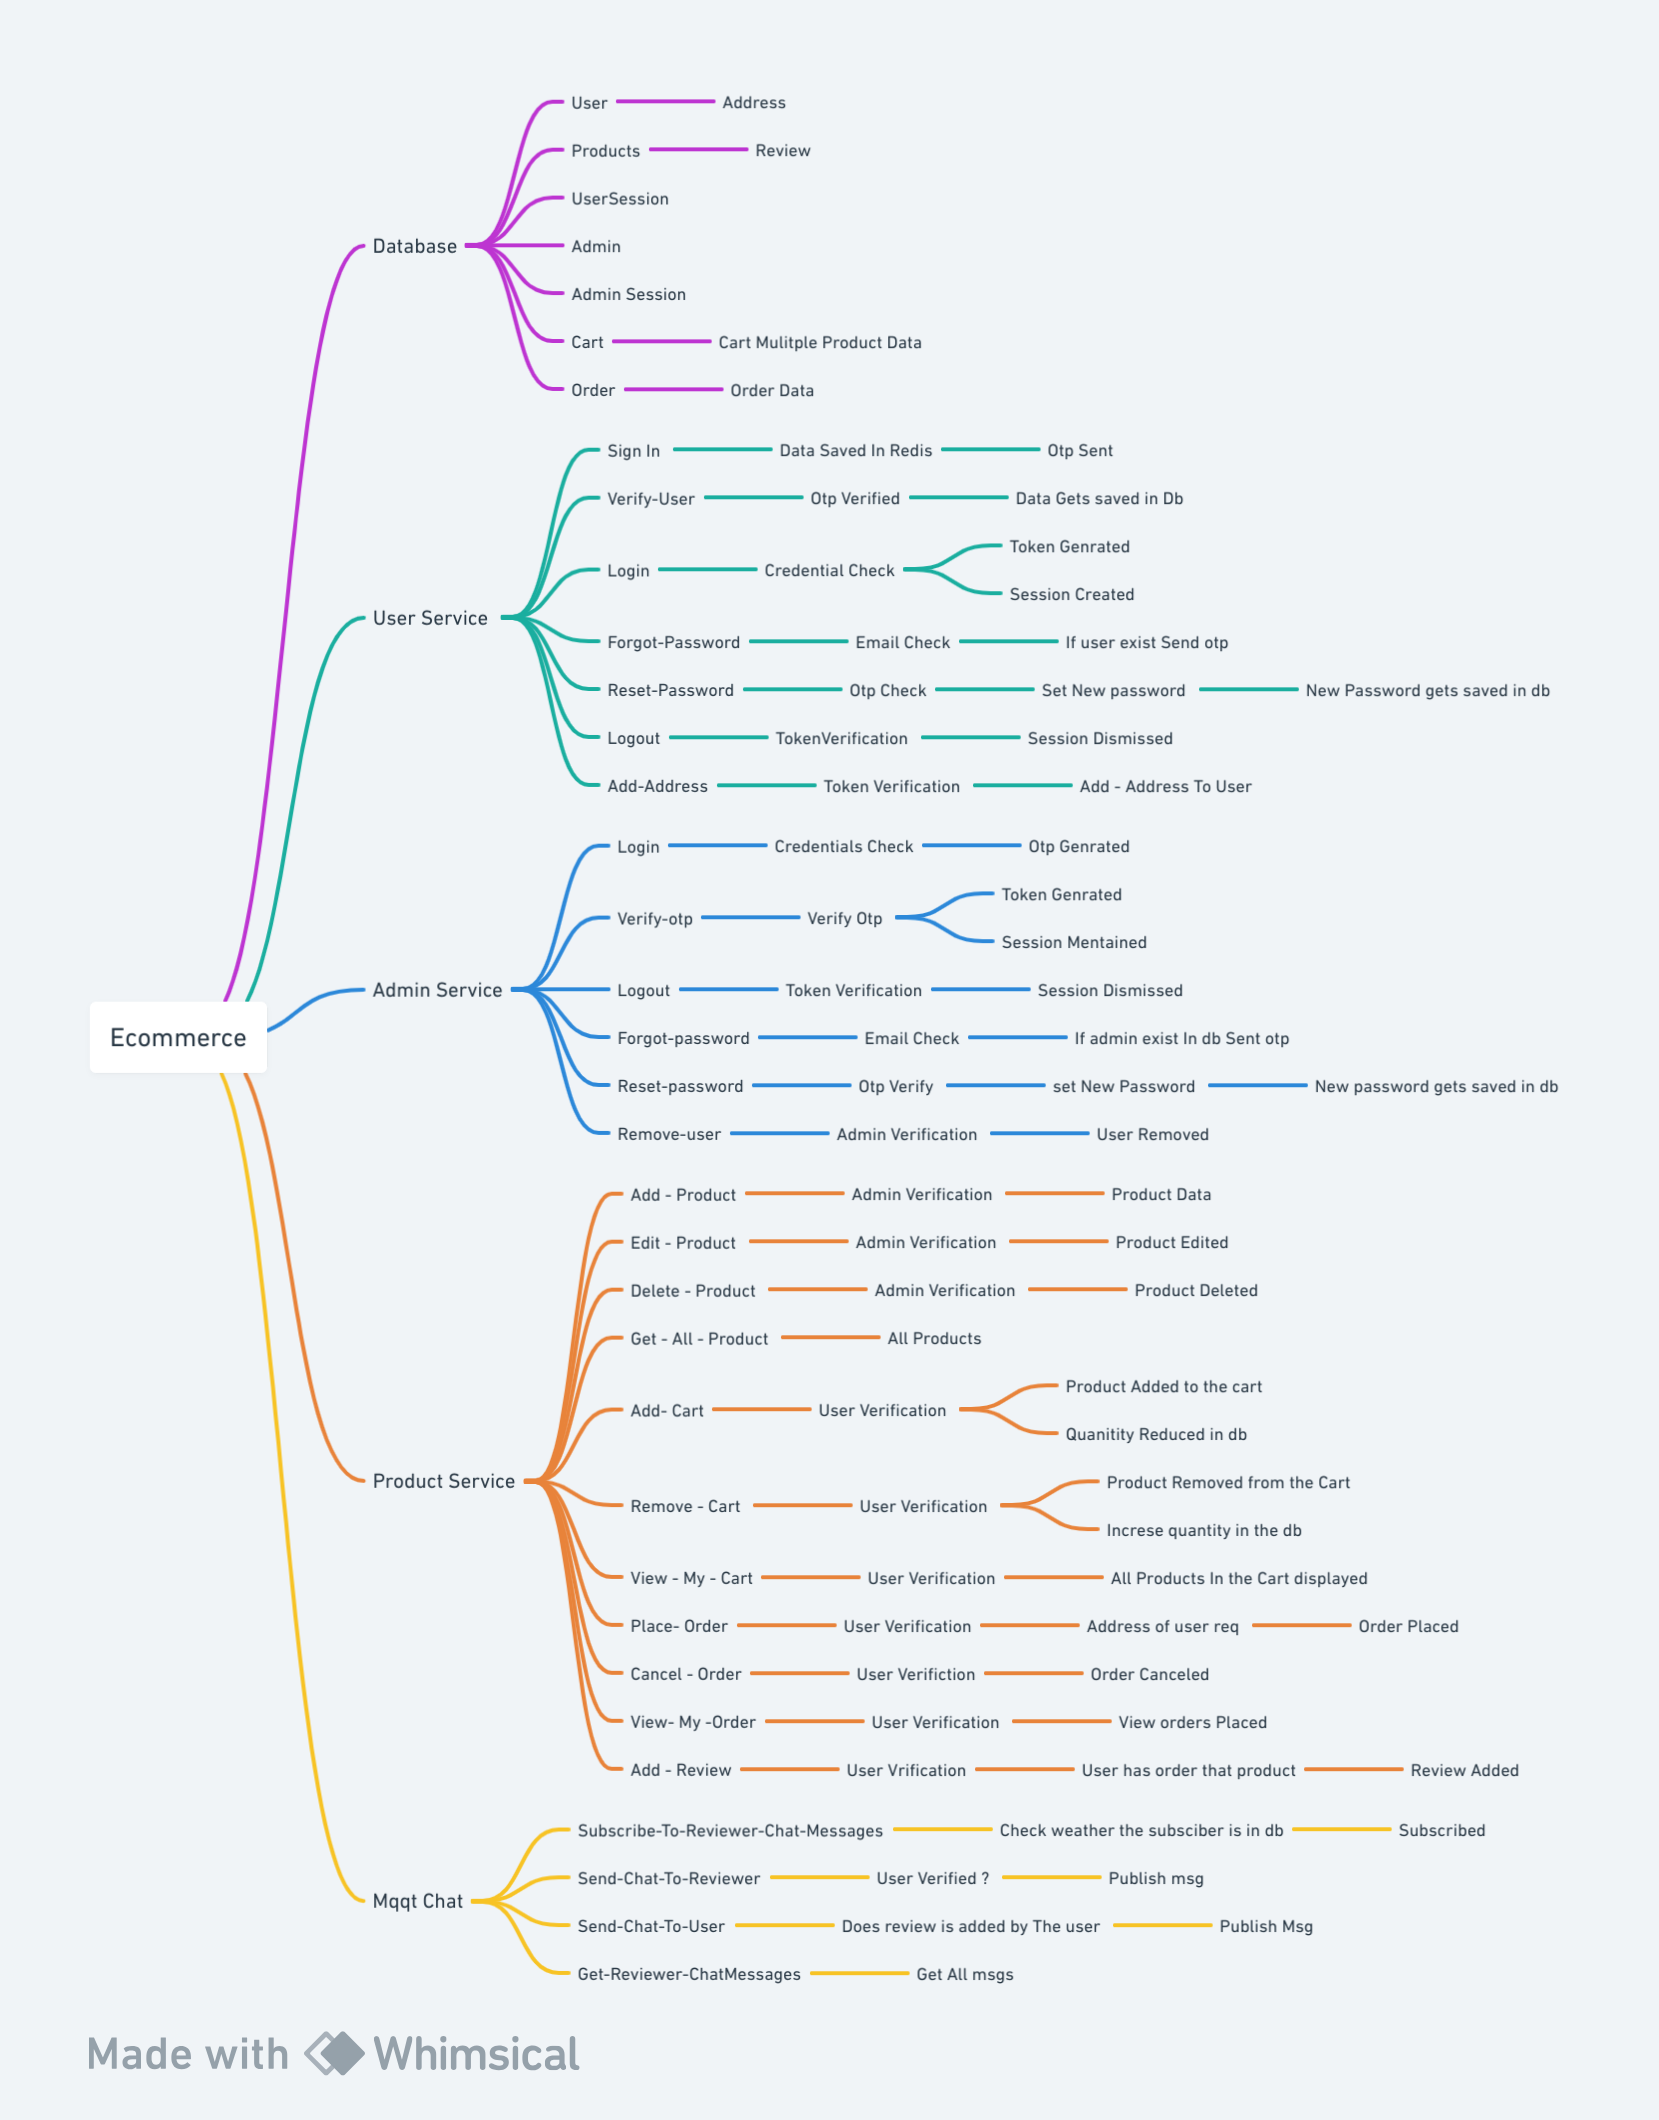 Ecommerce
Database
User
Address
Products
Review
UserSession
Admin
Admin Session
Cart
Cart Mulitple Product Data
Order
Order Data
User Service
Sign In
Data Saved In Redis
Otp Sent
Verify-User
Otp Verified
Data Gets saved in Db
Login
Credential Check
Token Genrated
Session Created
Forgot-Password
Email Check
If user exist Send otp
Reset-Password
Otp Check
Set New password
New Password gets saved in db
Logout
TokenVerification
Session Dismissed
Add-Address
Token Verification
Add - Address To User
Admin Service
Login
Credentials Check
Otp Genrated
Verify-otp
Verify Otp
Token Genrated
Session Mentained
Logout
Token Verification
Session Dismissed
Forgot-password
Email Check
If admin exist In db Sent otp
Reset-password
Otp Verify
set New Password
New password gets saved in db
Remove-user
Admin Verification
User Removed
Product Service
Add - Product
Admin Verification
Product Data
Edit - Product
Admin Verification
Product Edited
Delete - Product
Admin Verification
Product Deleted
Get - All - Product
All Products
Add- Cart
User Verification
Product Added to the cart
Quanitity Reduced in db
Remove - Cart
User Verification
Product Removed from the Cart
Increse quantity in the db
View - My - Cart
User Verification
All Products In the Cart displayed
Place- Order
User Verification
Address of user req
Order Placed
Cancel - Order
User Verifiction
Order Canceled
View- My -Order
User Verification
View orders Placed
Add - Review
User Vrification
User has order that product
Review Added
Mqqt Chat
Subscribe-To-Reviewer-Chat-Messages
Check weather the subsciber is in db
Subscribed
Send-Chat-To-Reviewer
User Verified ?
Publish msg
Send-Chat-To-User
Does review is added by The user
Publish Msg
Get-Reviewer-ChatMessages
Get All msgs
Made with Whimsical